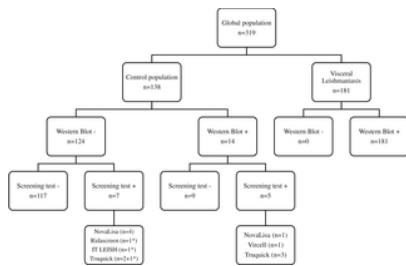 Global population
n=319
Control population
n=138
Visceral
Leishmaniasis
n=181
Western Blot -
n=124
Western Blot +
n=14
Western Blot -
n=0
Western Blot +
n=181
Screening test -
n=117
Screening test +
n=7
Screening test -
n=9
Screening test +
n=5
NovaLisa (n=4)
Ridascreen (n=1*)
IT LEISH (n=1*)
Truquick (n=2+1*)
NovaLisa (n=1)
Vircell (n=1)
Truquick (n=3)